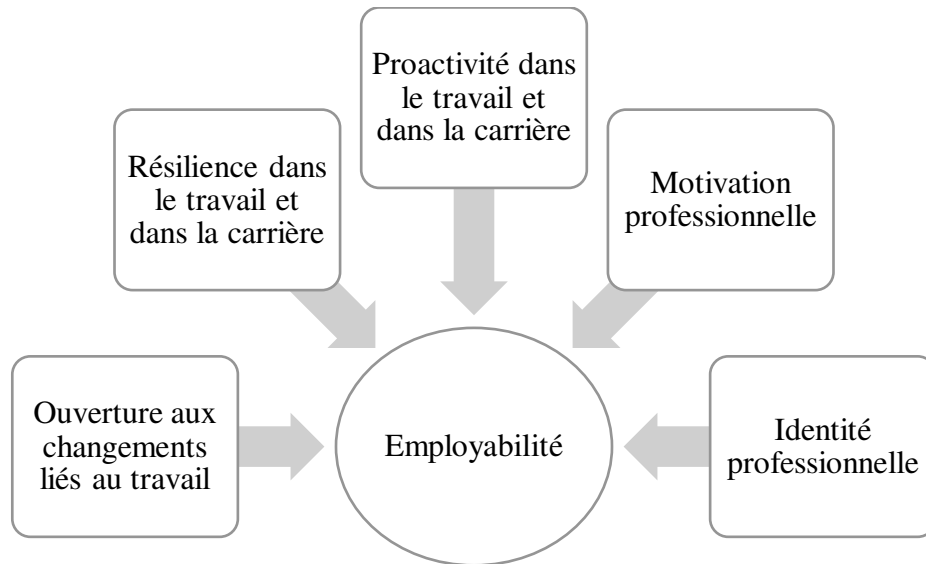 Proactivité dans
le travail et
dans la carrière
Résilience dans
le travail et
dans la carrière
Motivation
professionnelle
Ouverture aux
changements
liés au travail
Employabilité
Identité
professionnelle